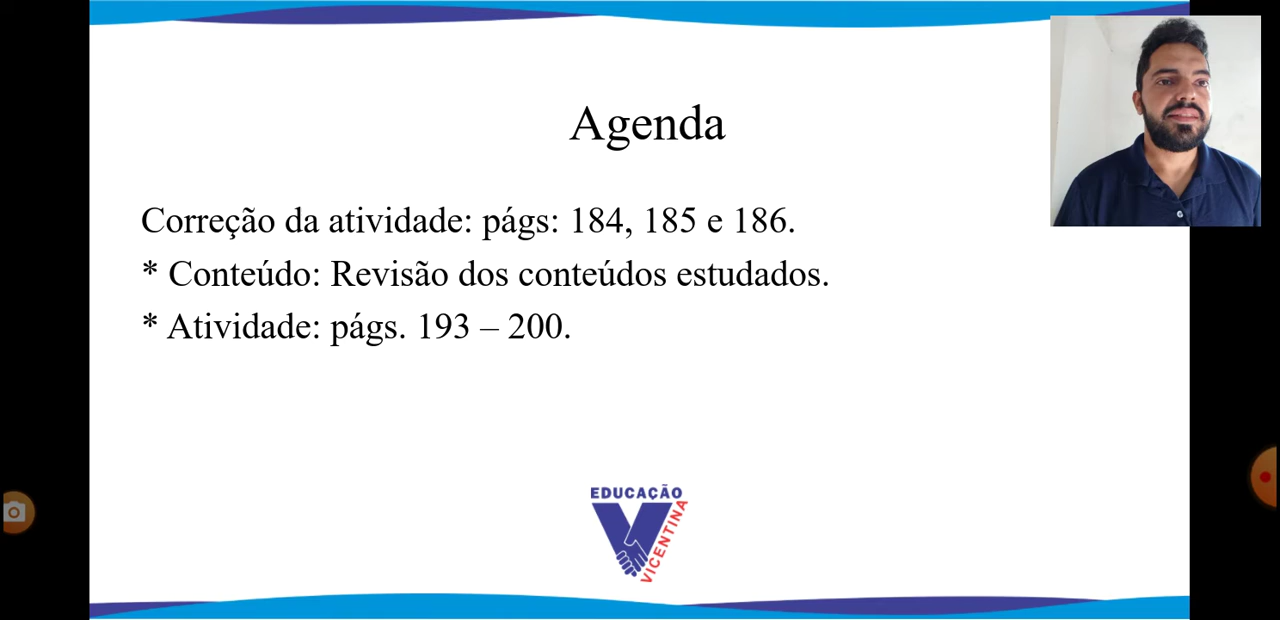 Agenda
Correção da atividade: págs: 184, 185 e 186.
* Conteúdo: Revisão dos conteúdos estudados.
* Atividade: págs. 193 – 200.
EDUCAÇÃO
VICENTINA